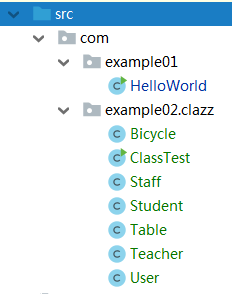 src
com
example01
HelloWorld
example02.clazz
Bicycle
ClassTest
Staff
Student
Table
Teacher
User